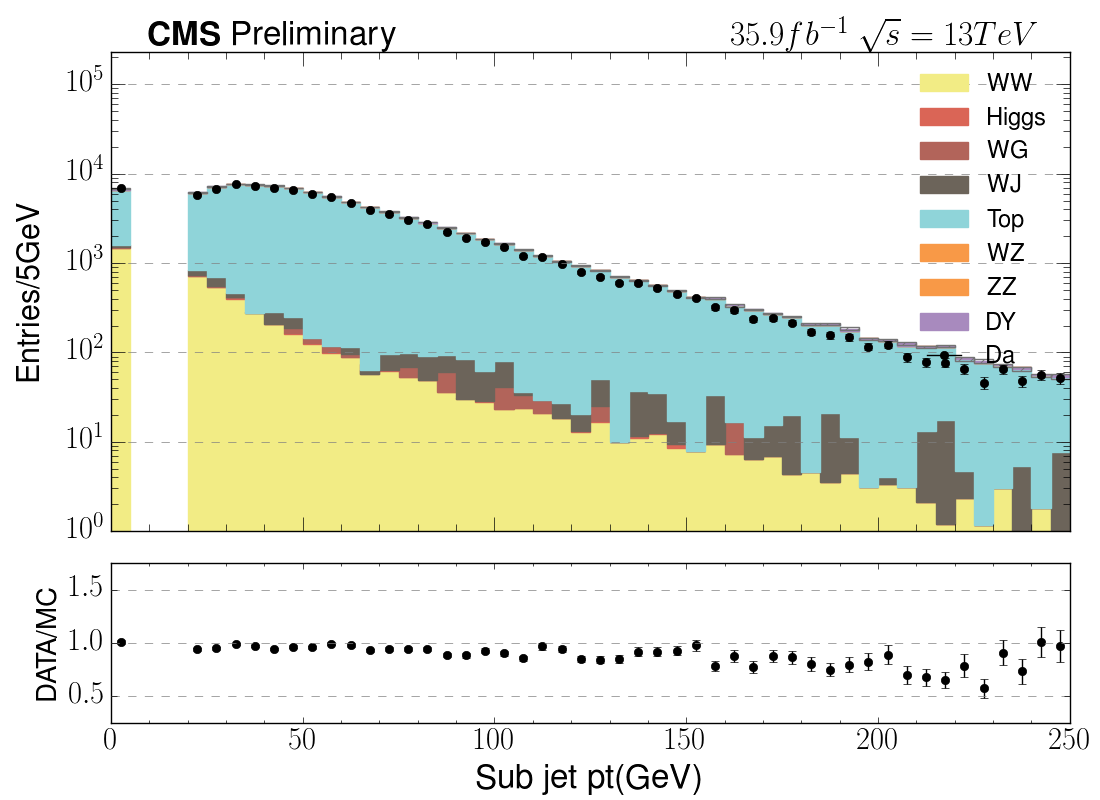 CMS Preliminary
35.9fb⁻¹ √s = 13TeV
10⁵
10⁴
10³
10²
10¹
10⁰
Entries/5GeV
WW
Higgs
WG
WJ
Top
WZ
ZZ
DY
Da
1.5
1.0
0.5
DATA/MC
0 50 100 150 200 250
Sub jet pt(GeV)